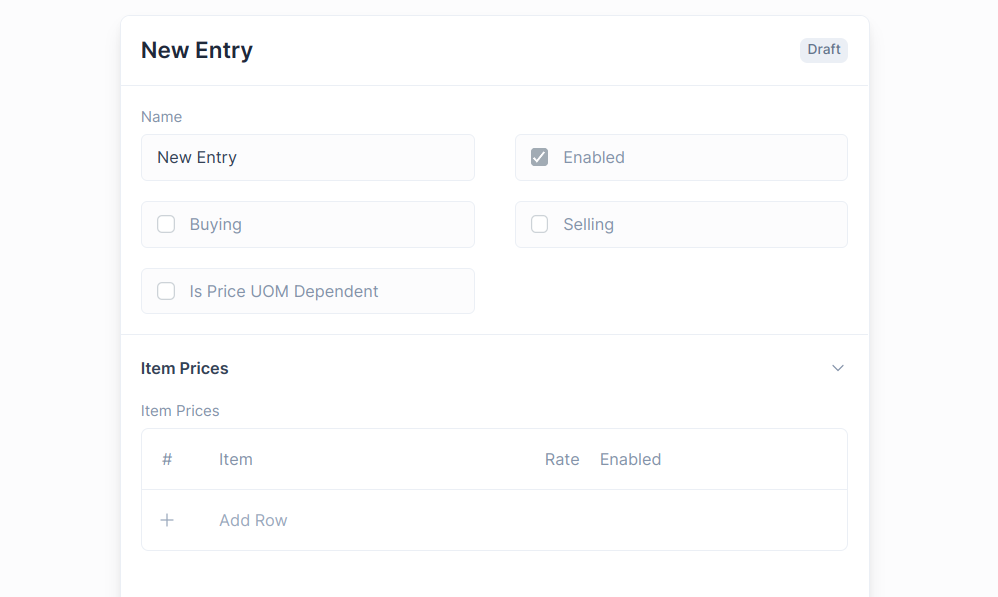 New Entry
Draft
Name
New Entry
Enabled
Buying
Selling
Is Price UOM Dependent
Item Prices
Item Prices
# Item Rate Enabled
+ Add Row